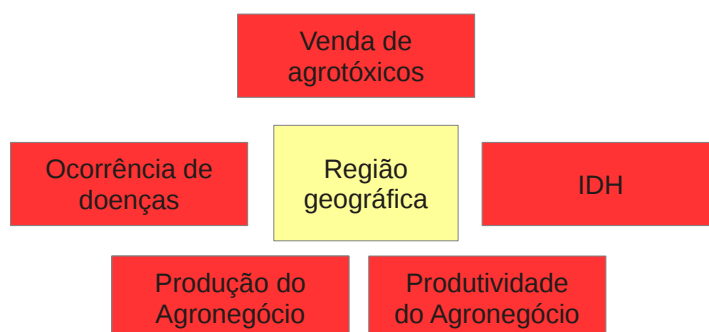 Venda de
agrotóxicos
Ocorrência de
doenças
Região
geográfica
IDH
Produção do
Agronegócio
Produtividade
do Agronegócio